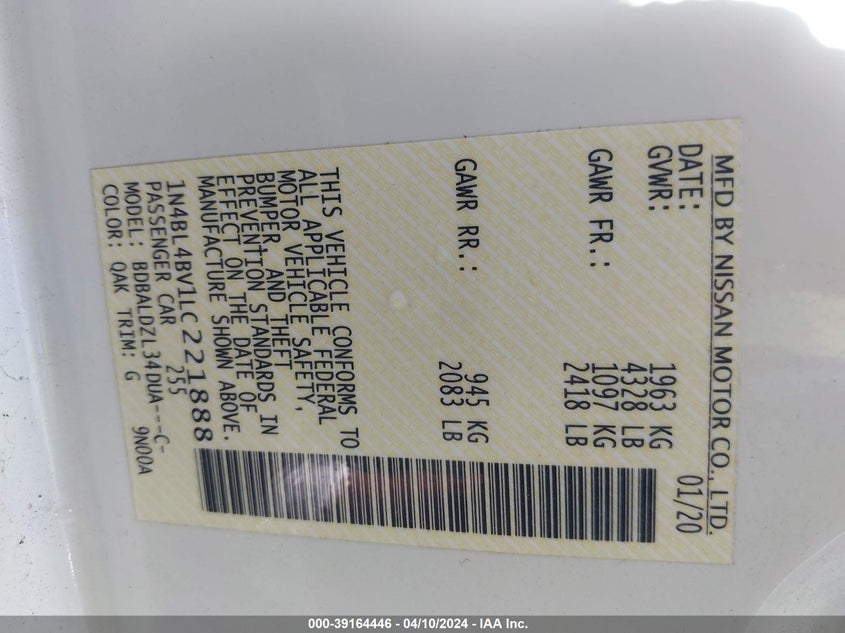 MFD BY NISSAN MOTOR CO., LTD.
DATE: 01/20
GVWR: 1963 KG
4328 LB
GAWR FR.: 1097 KG
2418 LB
GAWR RR.: 945 KG
2083 LB
THIS VEHICLE CONFORMS TO
ALL APPLICABLE FEDERAL
MOTOR VEHICLE SAFETY,
BUMPER, AND THEFT
PREVENTION STANDARDS IN
EFFECT ON THE DATE OF
MANUFACTURE SHOWN ABOVE.
1N4BL4BV1LC221888
PASSENGER CAR 255
MODEL: BDBALDZL34DUA---C-
9N00A
COLOR: QAK TRIM: G
000-39164446 - 04/10/2024 - IAA Inc.